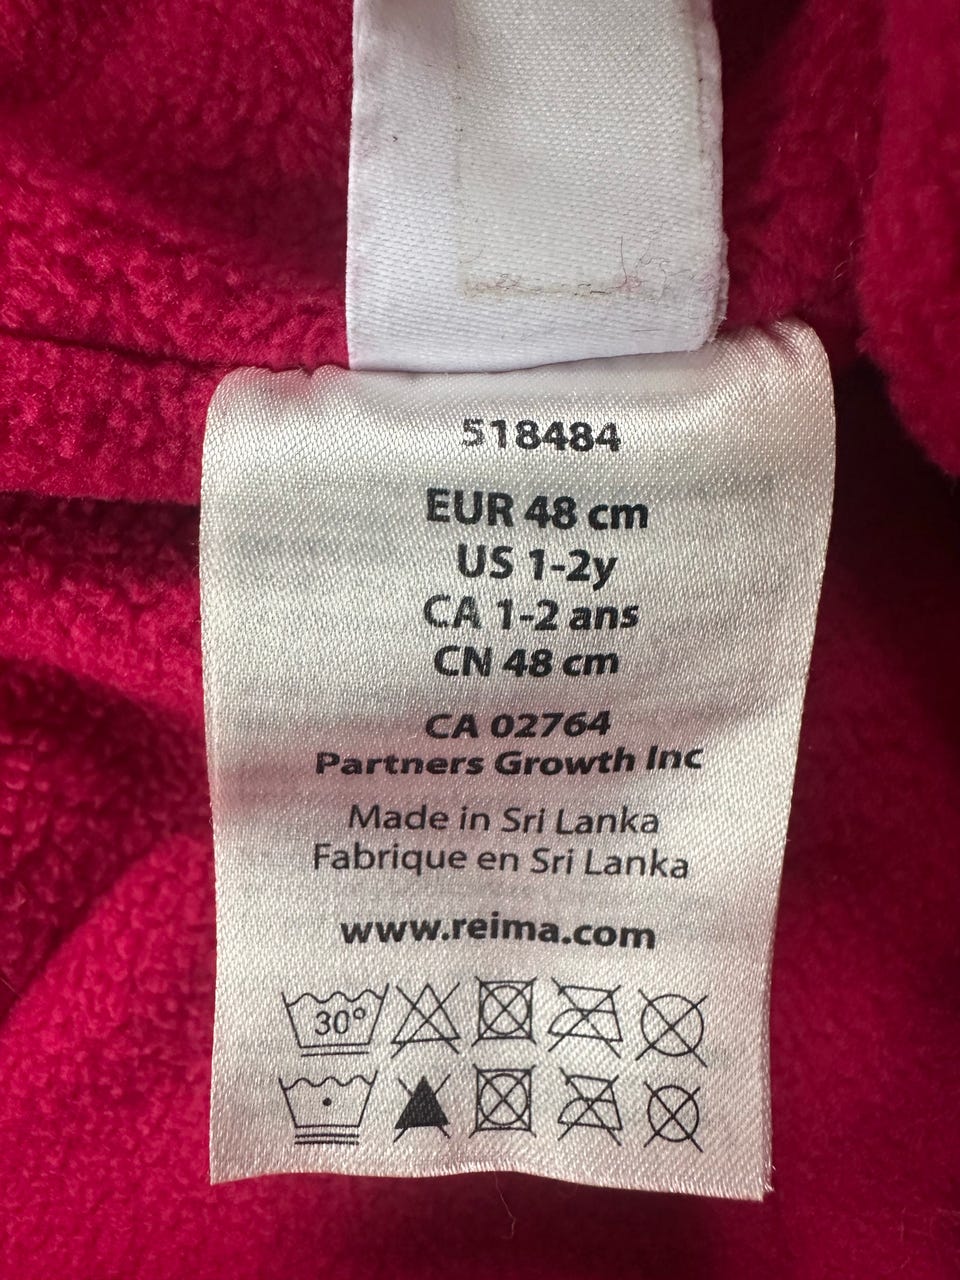 518484
EUR 48 cm
US 1-2y
CA 1-2 ans
CN 48 cm
CA 02764
Partners Growth Inc
Made in Sri Lanka
Fabrique en Sri Lanka
www.reima.com
30°